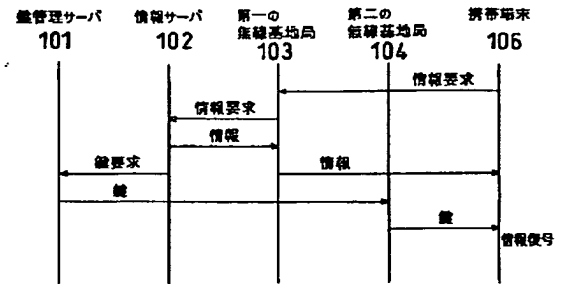 鍵管理サーバ
101
情報サーバ
102
第一の
無線基地局
103
第二の
無線基地局
104
携帯端末
106
情報要求
情報要求
情報
鍵要求
情報
鍵
鍵
情報復号